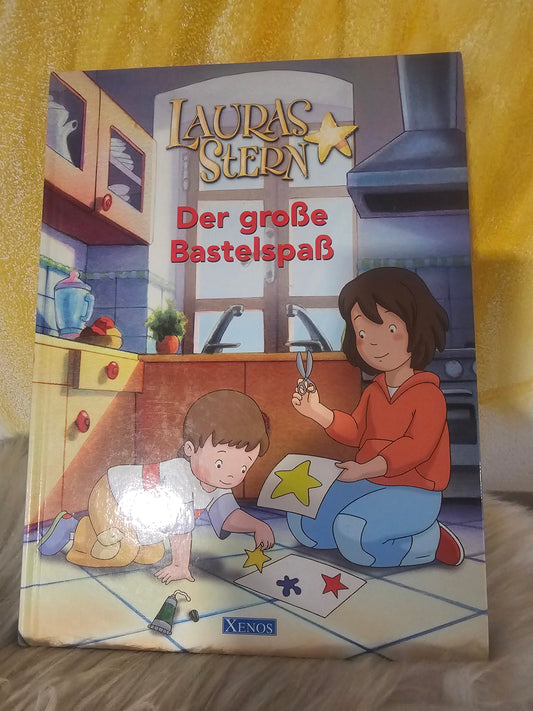 LAURAS
STERN
Der große
Bastelspaß
XENOS